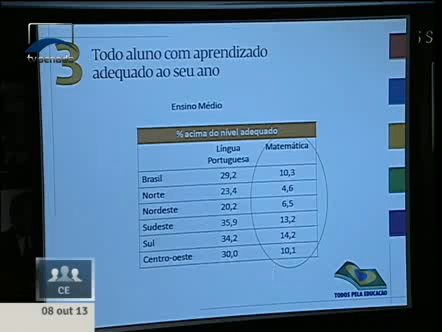 tvsenado
3
Todo aluno com aprendizado
adequado ao seu ano
Ensino Médio
% acima do nível adequado
Língua Portuguesa Matemática
Brasil 29,2 10,3
Norte 23,4 4,6
Nordeste 20,2 6,5
Sudeste 35,9 13,2
Sul 34,2 14,2
Centro-oeste 30,0 10,1
TODOS PELA EDUCAÇÃO
CE
08 out 13